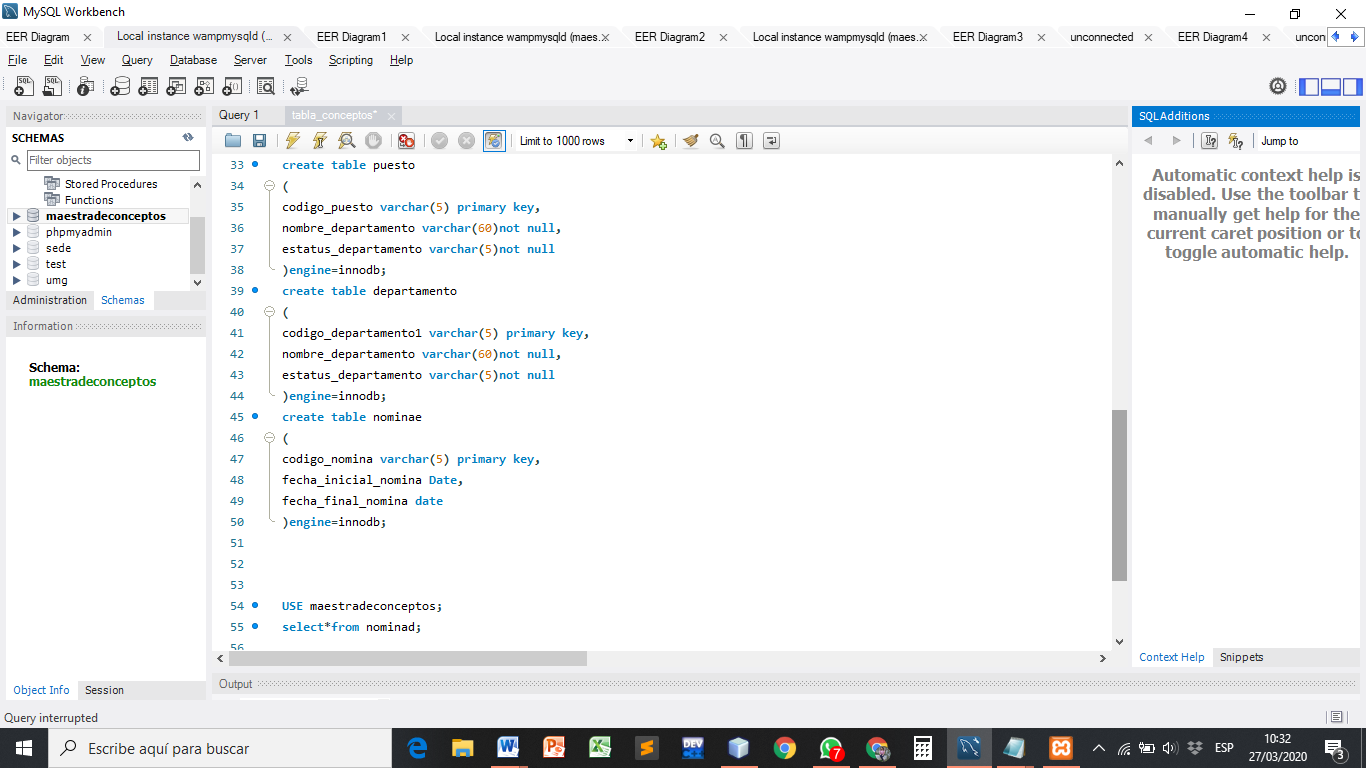 MySQL Workbench
EER Diagram
Local instance wampmysqld (...
EER Diagram1
Local instance wampmysqld (maes...
EER Diagram2
Local instance wampmysqld (maes...
EER Diagram3
unconnected
EER Diagram4
uncon
File Edit View Query Database Server Tools Scripting Help
Navigator
SCHEMAS
Filter objects
Stored Procedures
Functions
maestradeconceptos
phpmyadmin
sede
test
umg
Administration Schemas
Information
Schema:
maestradeconceptos
Object Info Session
Query 1
tabla_conceptos*
Limit to 1000 rows
33 create table puesto
34 (
35 codigo_puesto varchar(5) primary key,
36 nombre_departamento varchar(60)not null,
37 estatus_departamento varchar(5)not null
38 )engine=innodb;
39 create table departamento
40 (
41 codigo_departamento1 varchar(5) primary key,
42 nombre_departamento varchar(60)not null,
43 estatus_departamento varchar(5)not null
44 )engine=innodb;
45 create table nominae
46 (
47 codigo_nomina varchar(5) primary key,
48 fecha_inicial_nomina Date,
49 fecha_final_nomina date
50 )engine=innodb;
51
52
53
54 USE maestradeconceptos;
55 select*from nominad;
56
Output
SQLAdditions
Jump to
Automatic context help is
disabled. Use the toolbar t
manually get help for the
current caret position or to
toggle automatic help.
Context Help Snippets
Query interrupted
Escribe aquí para buscar
DEV
7
ESP
10:32
27/03/2020
3